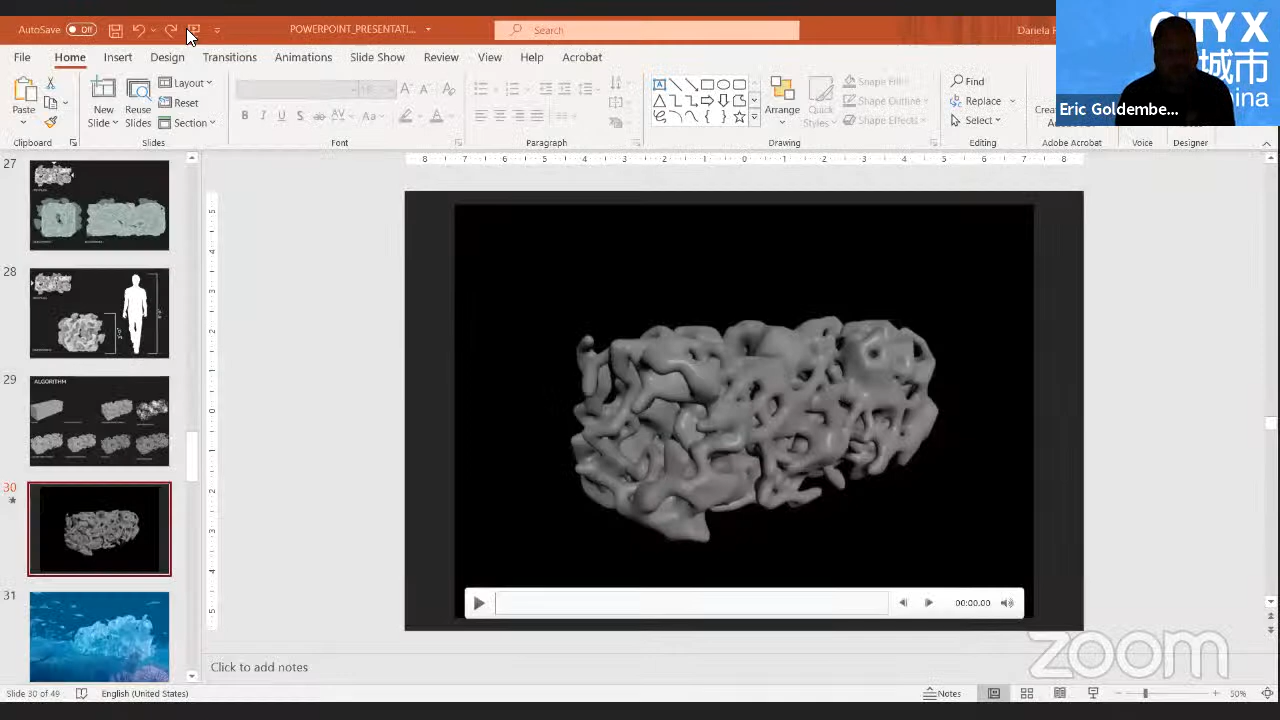 AutoSave Off POWERPOINT_PRESENTATI... Search Daniela
File Home Insert Design Transitions Animations Slide Show Review View Help Acrobat
Paste
New Slide
Reuse Slides
Layout
Reset
Section
Arrange
Quick Styles
Shape Fill
Shape Outline
Shape Effects
Find
Replace
Select
Clipboard Slides Font Paragraph Drawing Editing Adobe Acrobat Voice Designer
CITY X
城市
china
Eric Goldembe...
27
28
29
ALGORITHM
30
31
00:00.00
Click to add notes
zoom
Slide 30 of 49 English (United States) Notes 50%